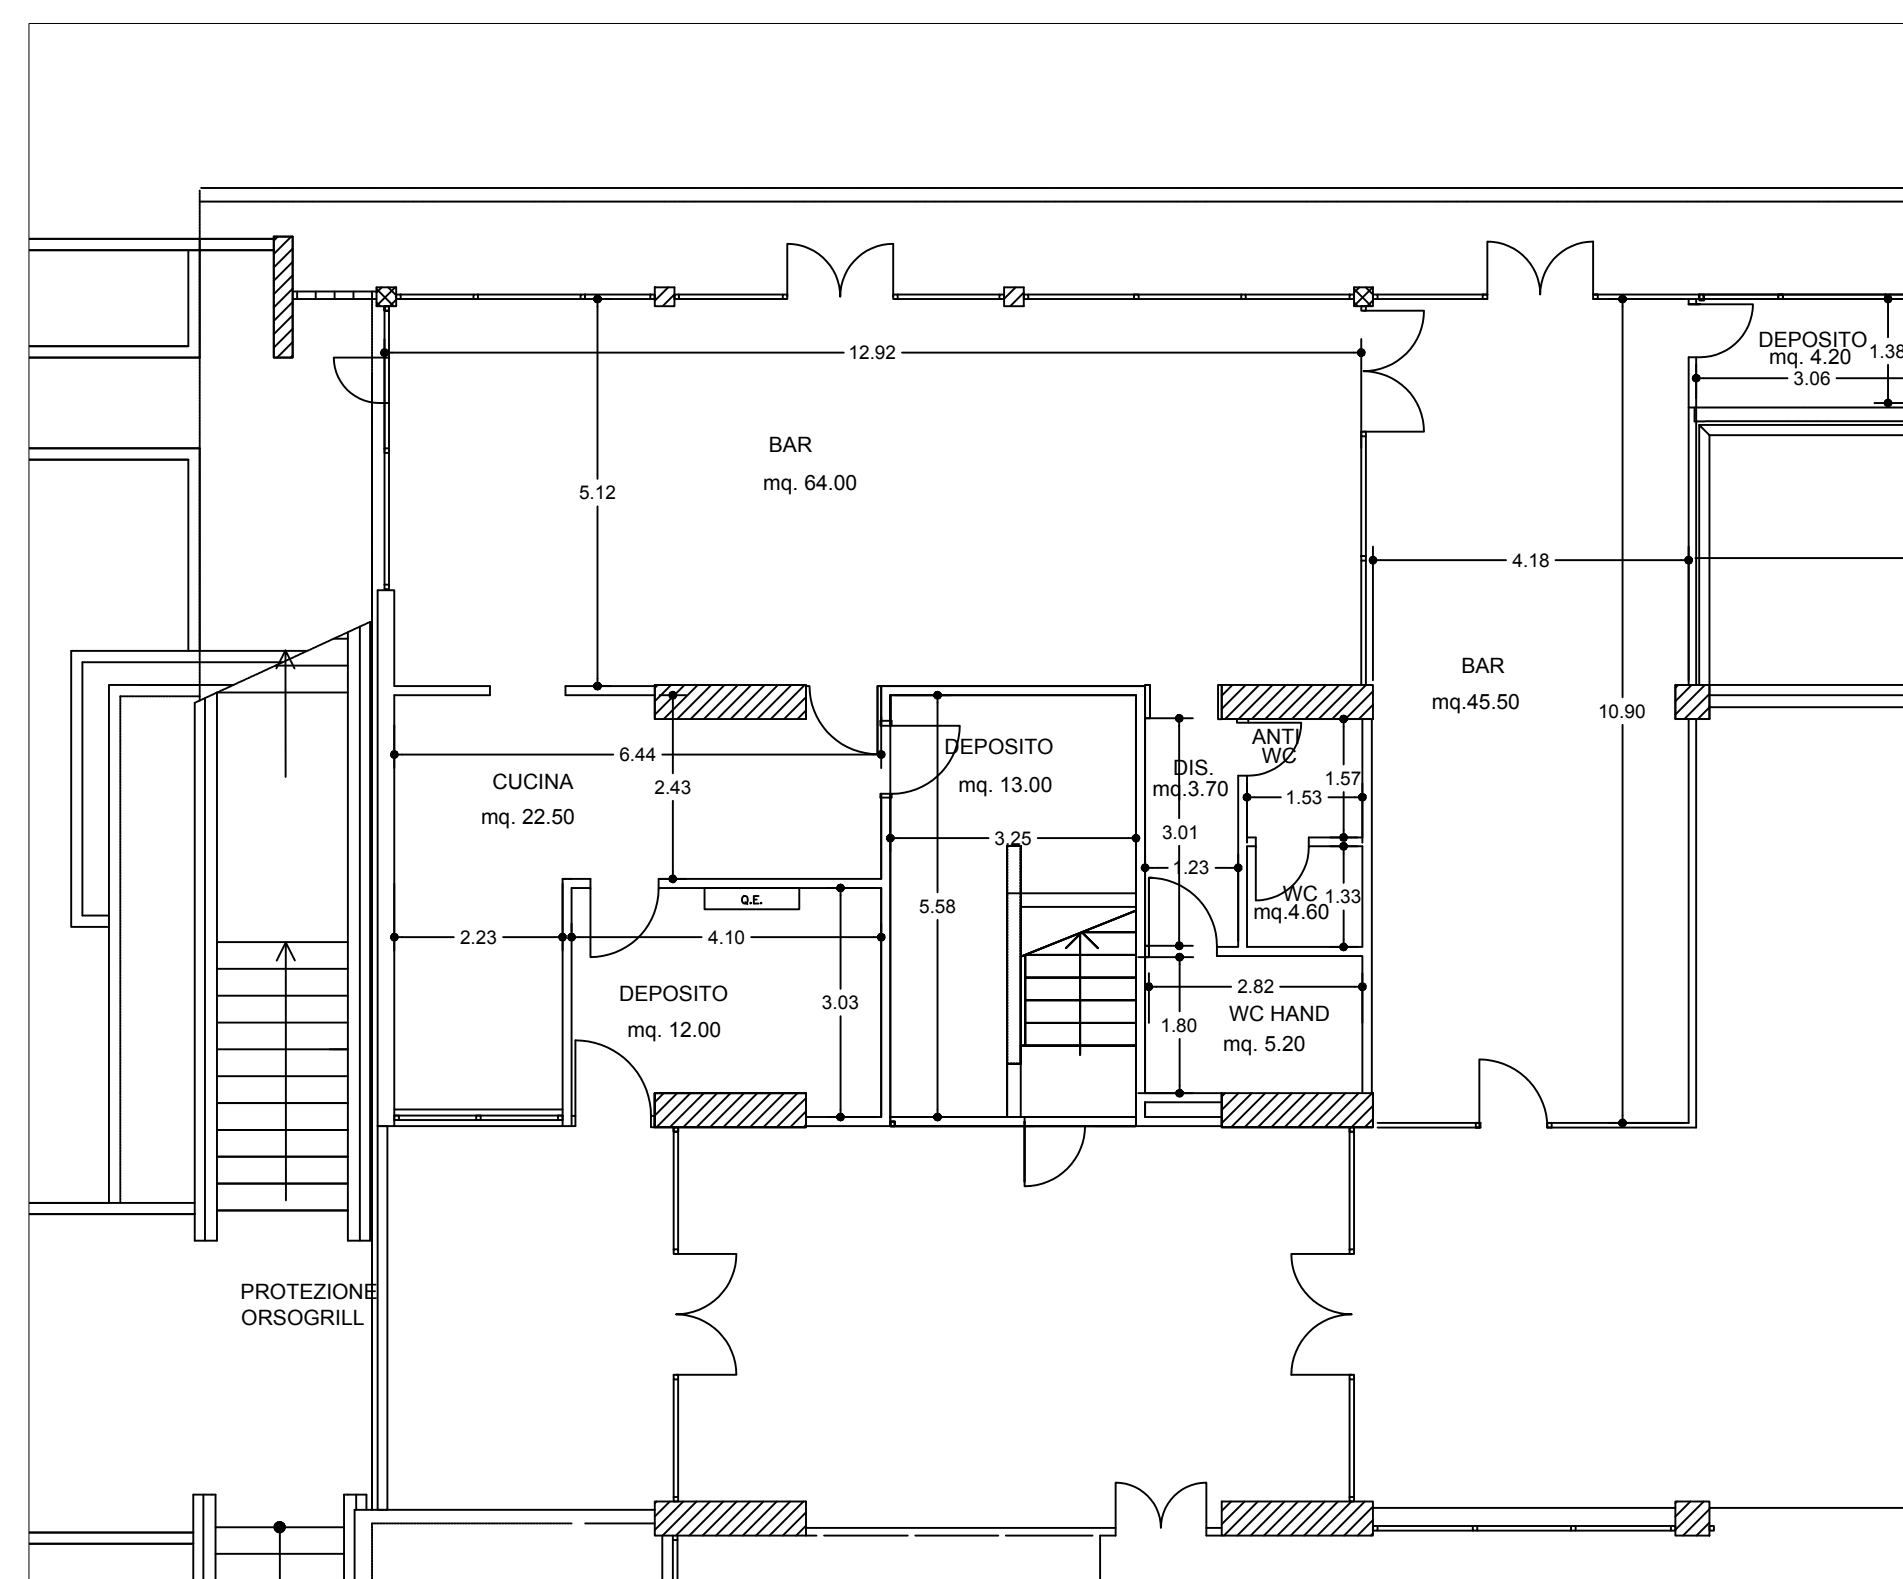 12.92
DEPOSITO
mq. 4.20
1.38
3.06
BAR
mq. 64.00
5.12
4.18
BAR
mq.45.50
10.90
6.44
CUCINA
mq. 22.50
2.43
DEPOSITO
mq. 13.00
3.25
5.58
DIS.
mq.3.70
3.01
1.23
ANTI
WC
1.57
1.53
WC
mq.4.60
1.33
Q.E.
2.23
4.10
DEPOSITO
mq. 12.00
3.03
2.82
WC HAND
mq. 5.20
1.80
PROTEZIONE
ORSOGRILL